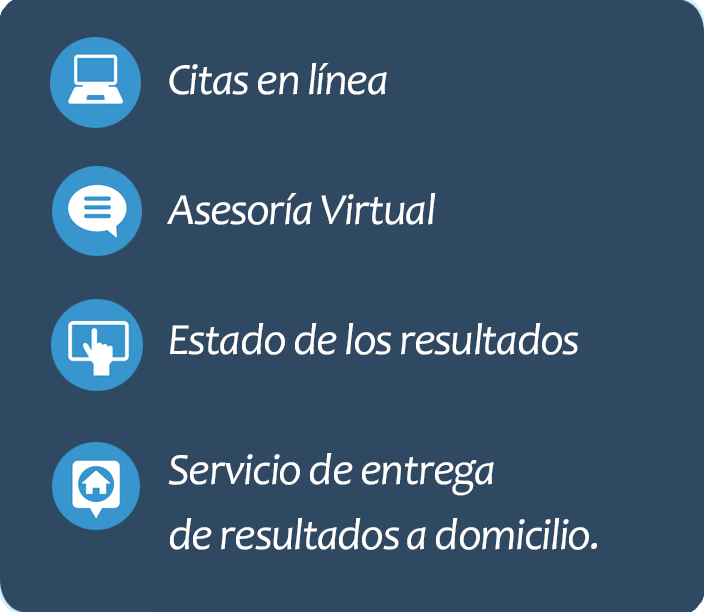 Citas en línea
Asesoría Virtual
Estado de los resultados
Servicio de entrega
de resultados a domicilio.